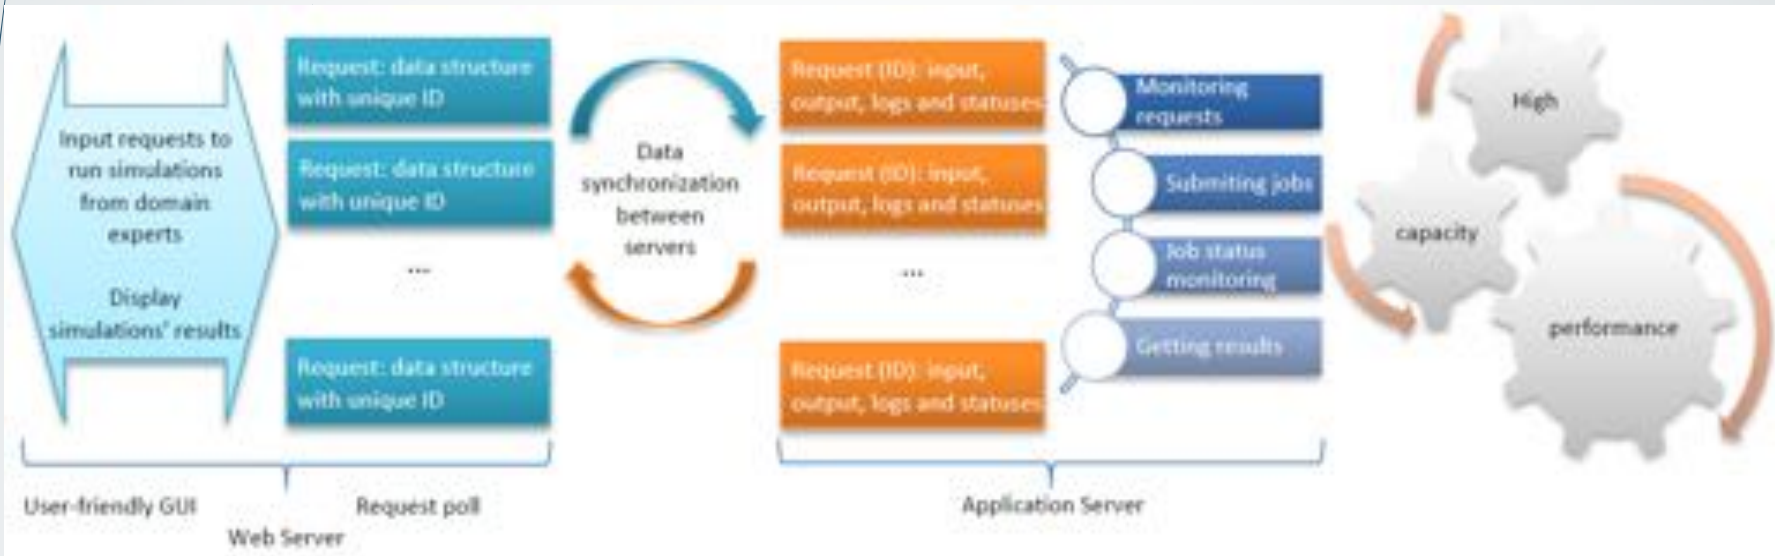 Input requests to
run simulations
from domain
experts
Display
simulations' results
Request: data structure
with unique ID
Request: data structure
with unique ID
...
Request: data structure
with unique ID
Data
synchronization
between
servers
Request (ID): input,
output, logs and statuses
Request (ID): input,
output, logs and statuses
...
Request (ID): input,
output, logs and statuses
Monitoring
requests
Submiting jobs
Job status
monitoring
Getting results
High
capacity
performance
User-friendly GUI
Request poll
Web Server
Application Server